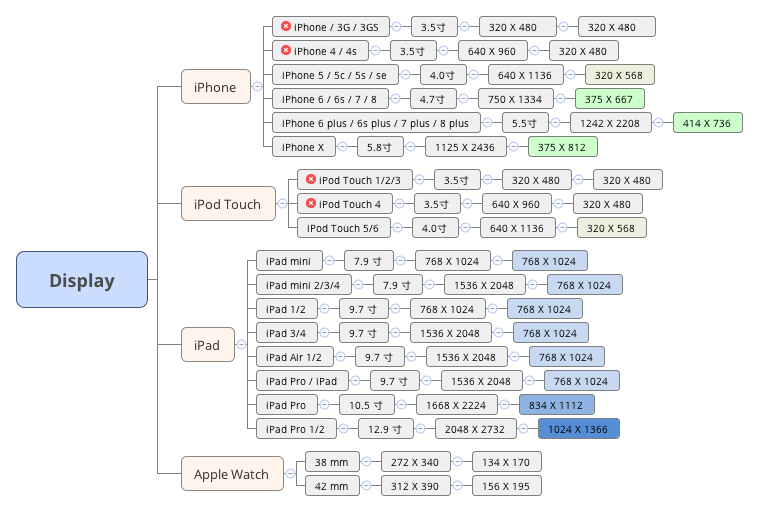 Display
iPhone
iPhone / 3G / 3GS 3.5寸 320 X 480 320 X 480
iPhone 4 / 4s 3.5寸 640 X 960 320 X 480
iPhone 5 / 5c / 5s / se 4.0寸 640 X 1136 320 X 568
iPhone 6 / 6s / 7 / 8 4.7寸 750 X 1334 375 X 667
iPhone 6 plus / 6s plus / 7 plus / 8 plus 5.5寸 1242 X 2208 414 X 736
iPhone X 5.8寸 1125 X 2436 375 X 812
iPod Touch
iPod Touch 1/2/3 3.5寸 320 X 480 320 X 480
iPod Touch 4 3.5寸 640 X 960 320 X 480
iPod Touch 5/6 4.0寸 640 X 1136 320 X 568
iPad
iPad mini 7.9 寸 768 X 1024 768 X 1024
iPad mini 2/3/4 7.9 寸 1536 X 2048 768 X 1024
iPad 1/2 9.7 寸 768 X 1024 768 X 1024
iPad 3/4 9.7 寸 1536 X 2048 768 X 1024
iPad Air 1/2 9.7 寸 1536 X 2048 768 X 1024
iPad Pro / iPad 9.7 寸 1536 X 2048 768 X 1024
iPad Pro 10.5 寸 1668 X 2224 834 X 1112
iPad Pro 1/2 12.9 寸 2048 X 2732 1024 X 1366
Apple Watch
38 mm 272 X 340 134 X 170
42 mm 312 X 390 156 X 195